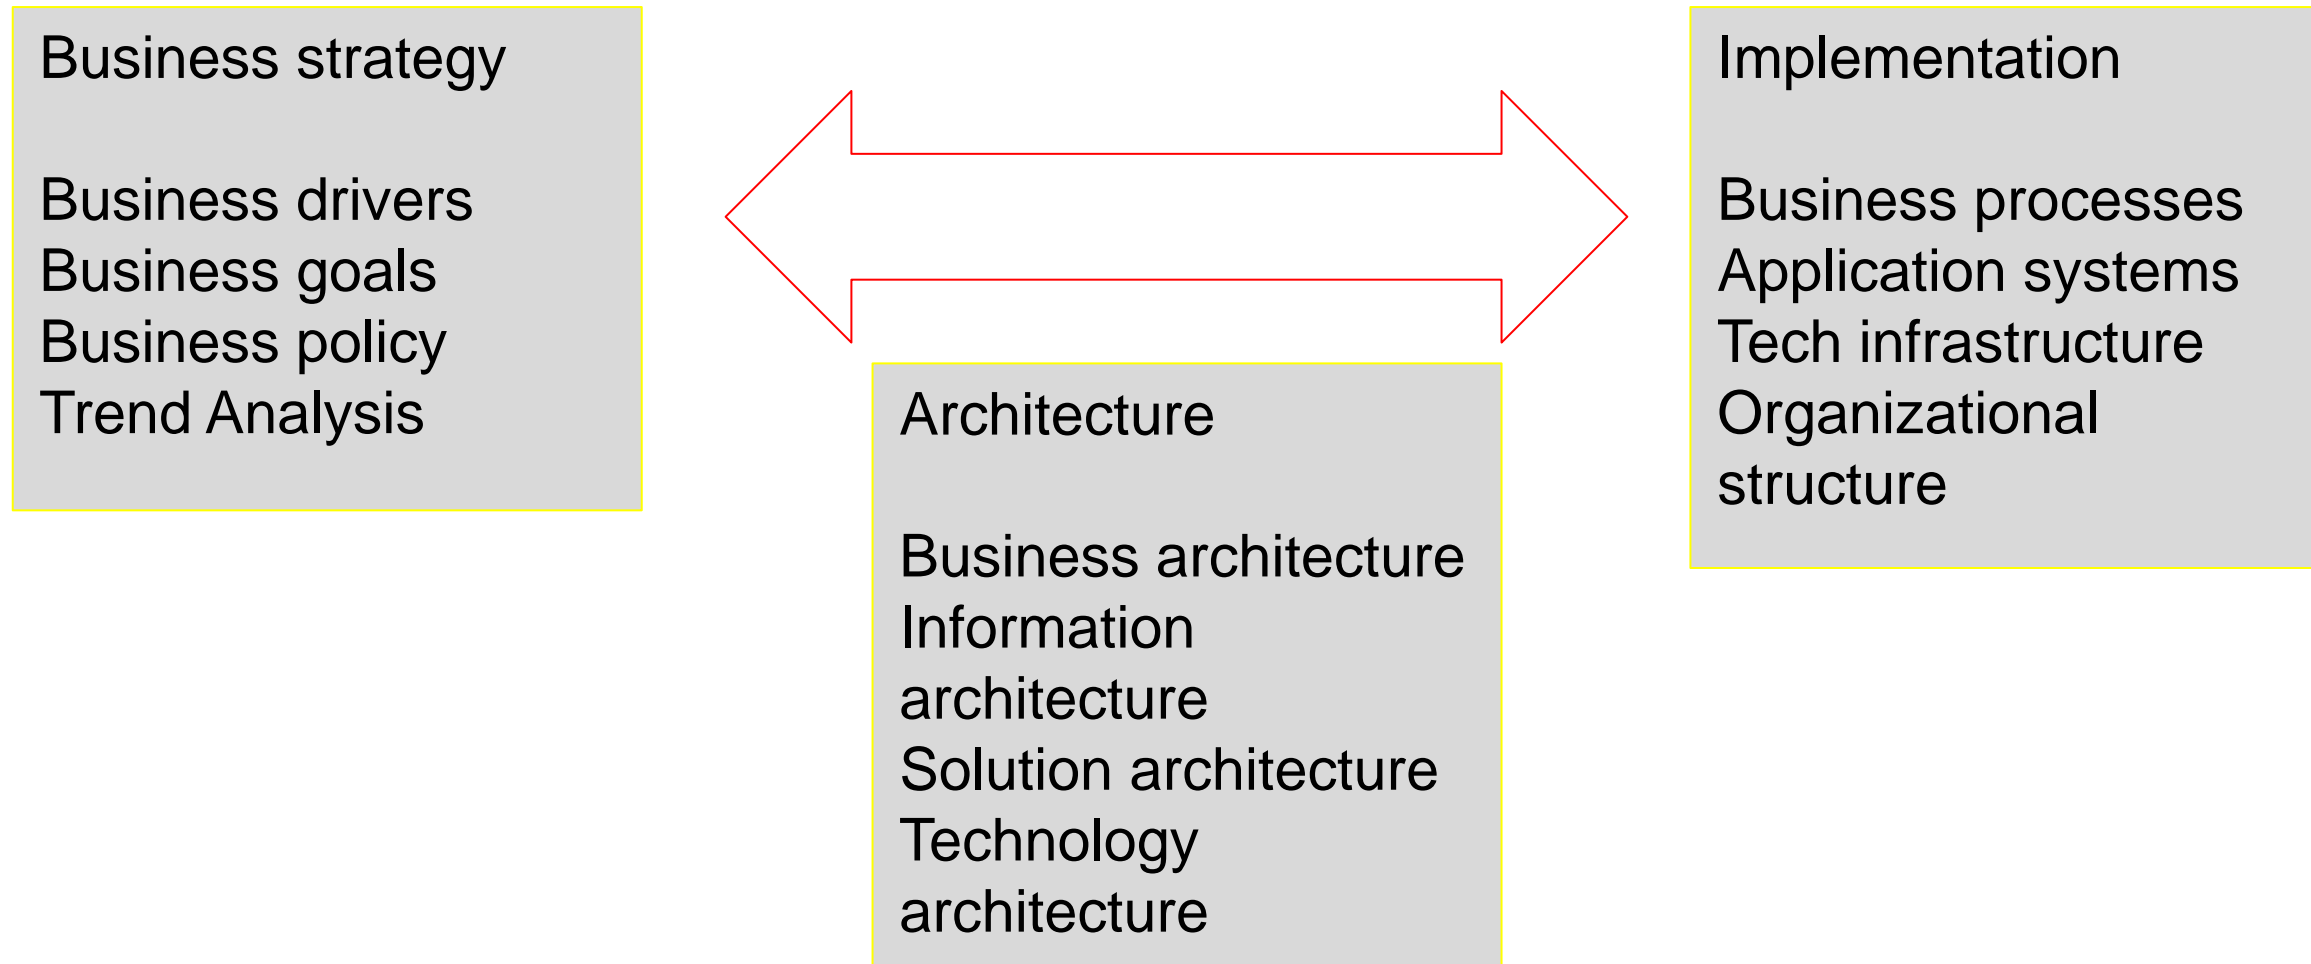 Business strategy
Business drivers
Business goals
Business policy
Trend Analysis
Architecture
Business architecture
Information
architecture
Solution architecture
Technology
architecture
Implementation
Business processes
Application systems
Tech infrastructure
Organizational
structure